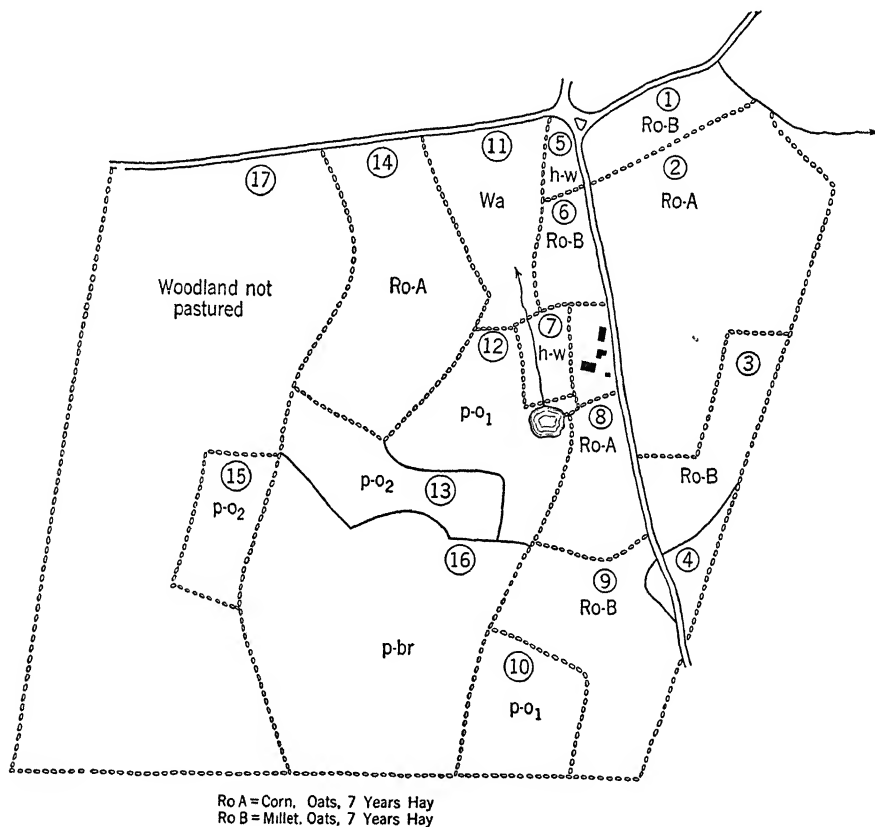 1
Ro-B
2
Ro-A
3
Ro-B
4
5
h-w
6
Ro-B
7
h-w
8
Ro-A
9
Ro-B
10
p-o1
11
Wa
12
p-o1
13
p-o2
14
Ro-A
15
p-o2
16
p-br
17
Woodland not
pastured
Ro A = Corn, Oats, 7 Years Hay
Ro B = Millet, Oats, 7 Years Hay